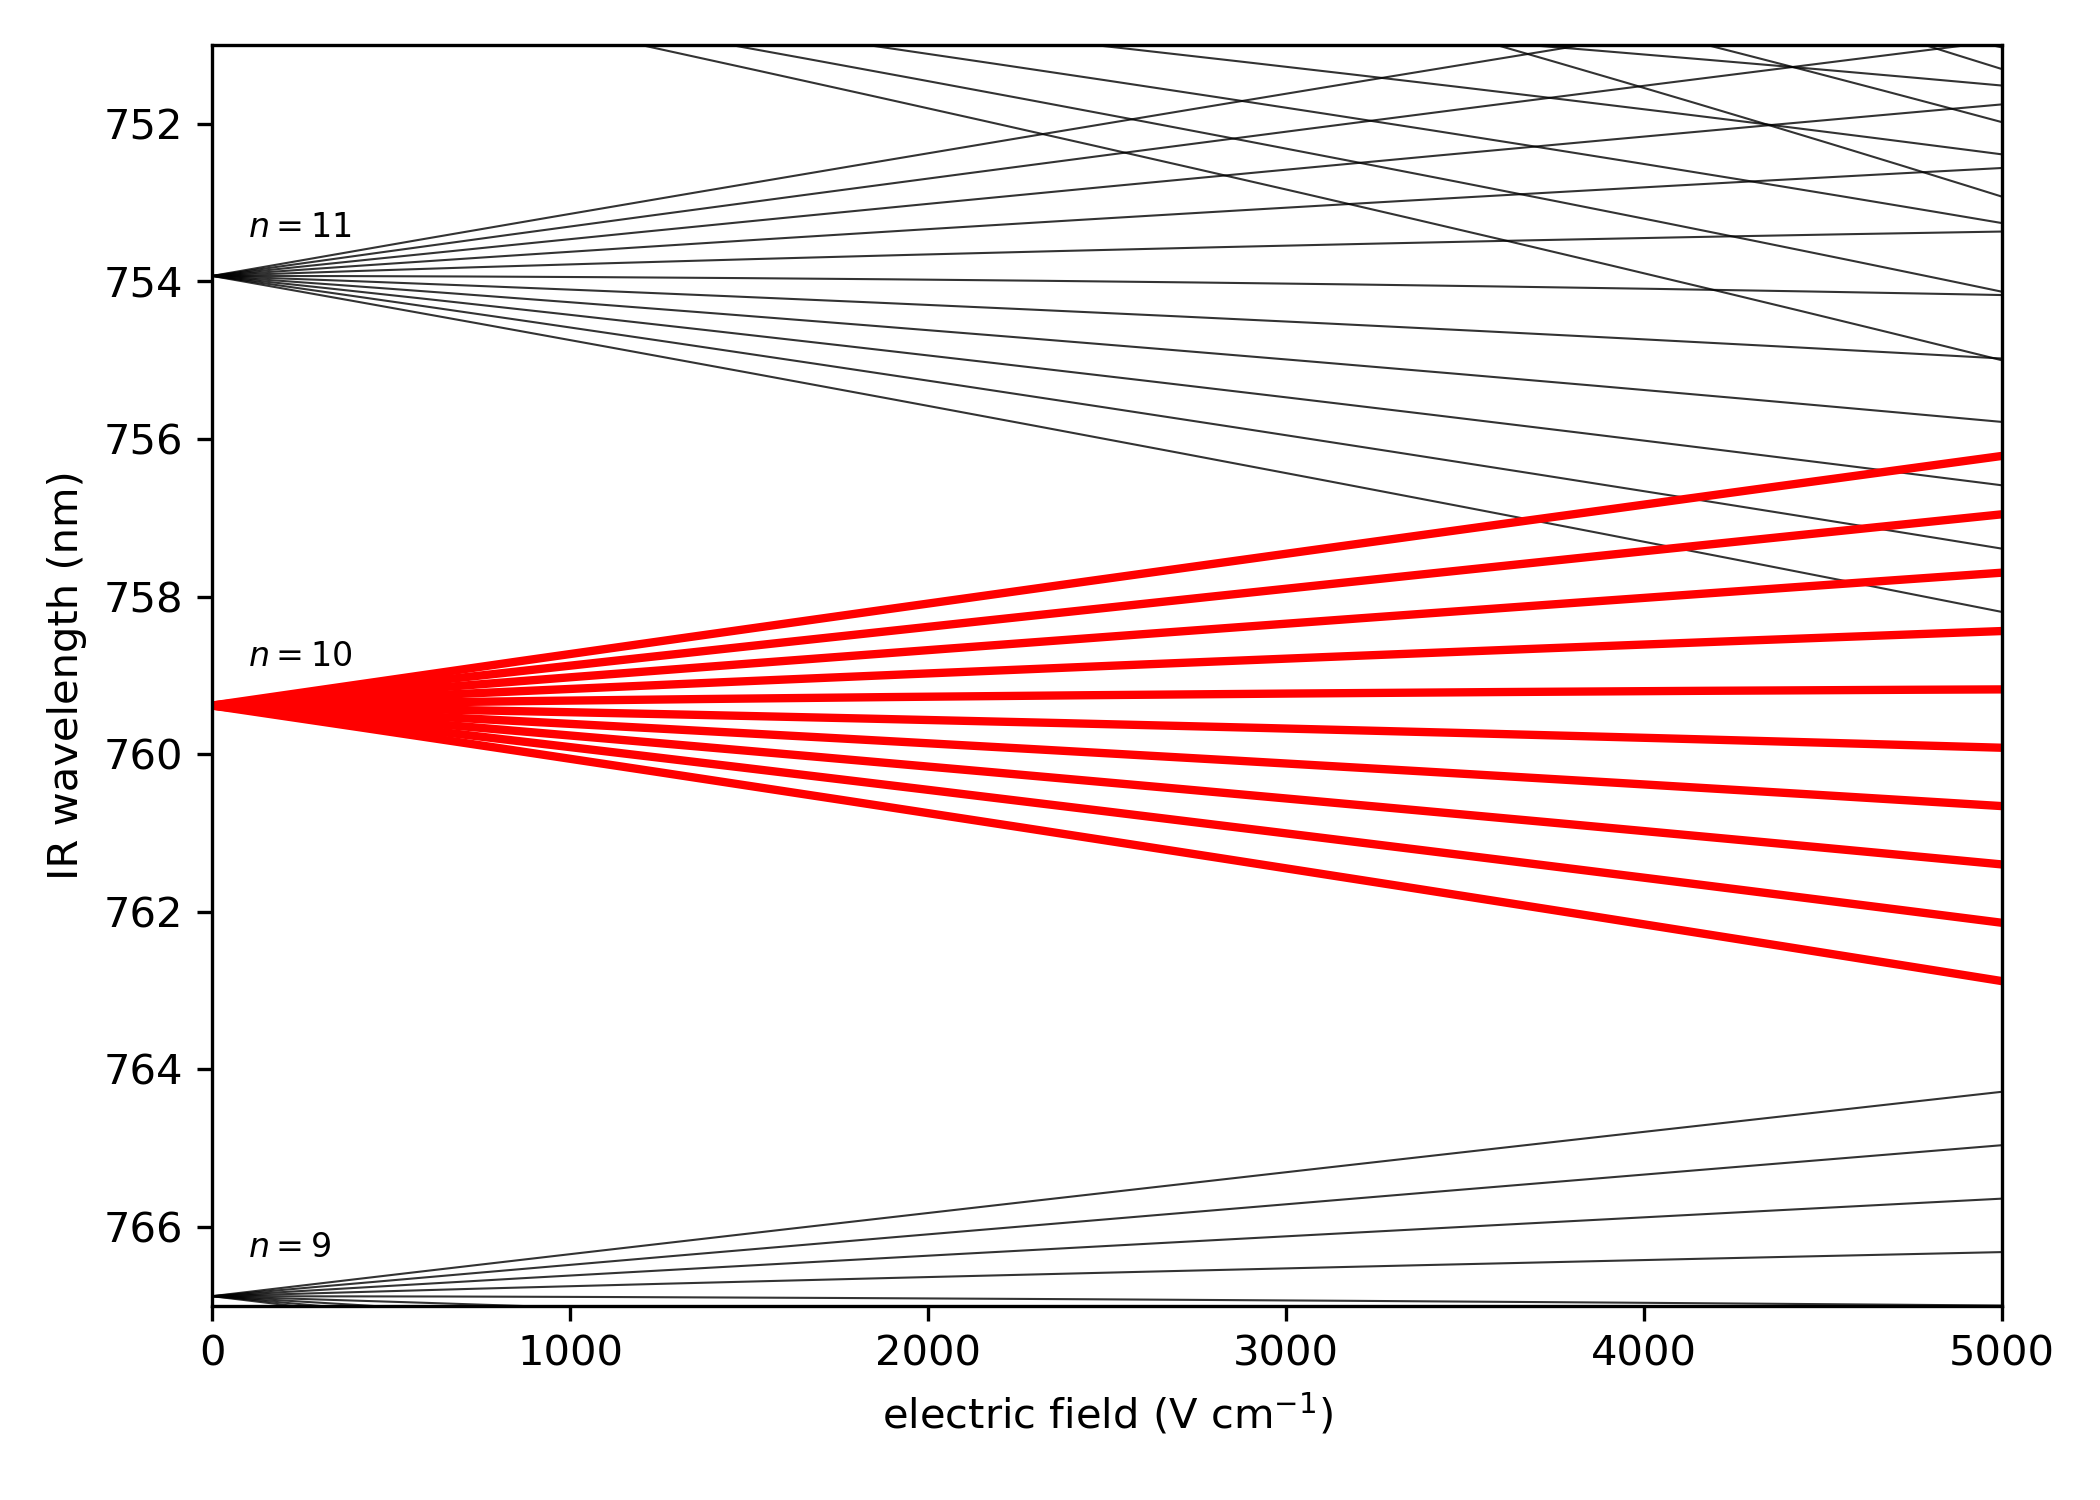 752
754
756
758
760
762
764
766
IR wavelength (nm)
n = 11
n = 10
n = 9
0 1000 2000 3000 4000 5000
electric field (V cm⁻¹)